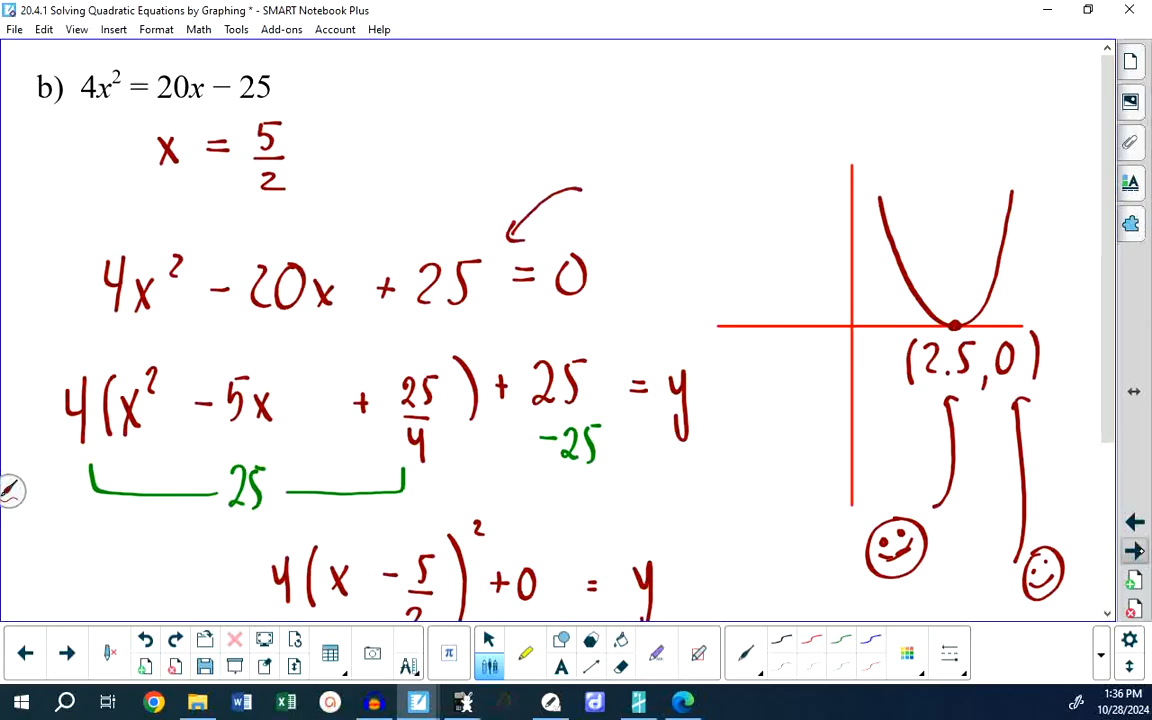 20.4.1 Solving Quadratic Equations by Graphing * - SMART Notebook Plus
File Edit View Insert Format Math Tools Add-ons Account Help
b) 4x² = 20x − 25
x = 5/2
4x² - 20x + 25 = 0
4(x² - 5x + 25/4) + 25 = y
-25
25
4(x - 5/2)² + 0 = y
(2.5, 0)
π
A
1:36 PM
10/28/2024